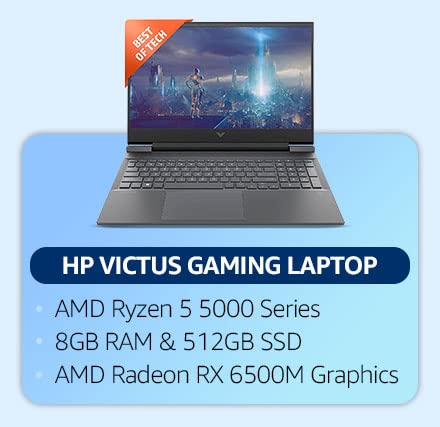 BEST
OF TECH
HP VICTUS GAMING LAPTOP
AMD Ryzen 5 5000 Series
8GB RAM & 512GB SSD
AMD Radeon RX 6500M Graphics